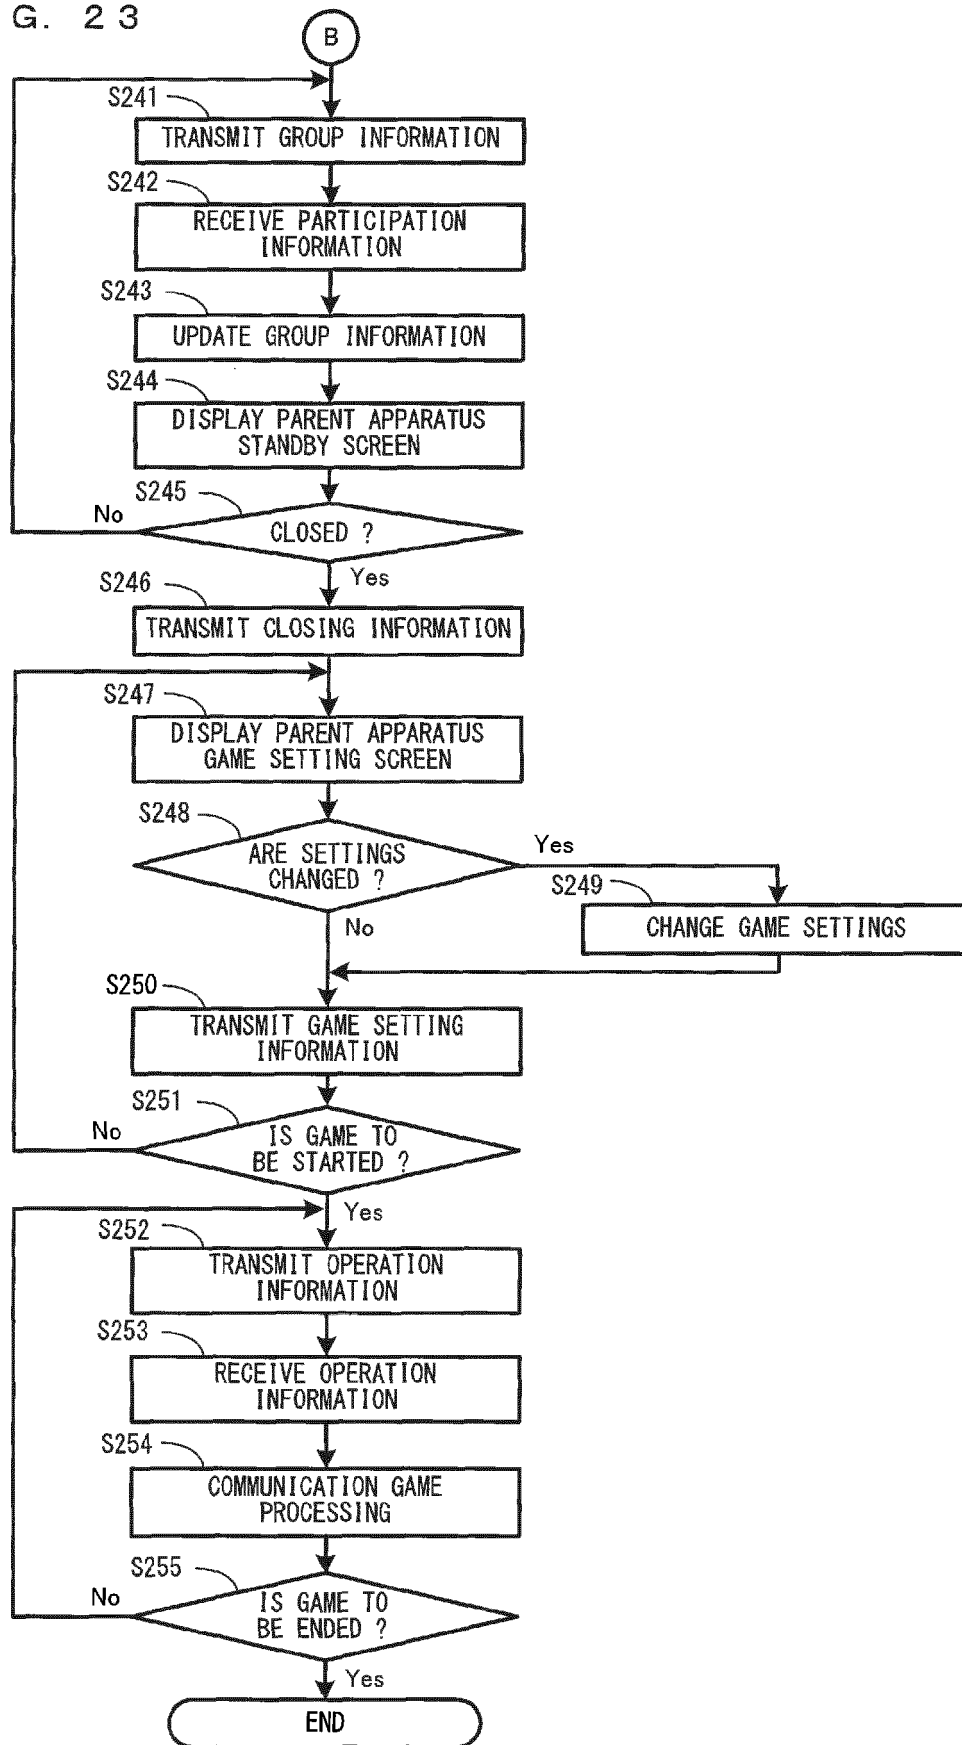 G. 23
B
S241
TRANSMIT GROUP INFORMATION
S242
RECEIVE PARTICIPATION
INFORMATION
S243
UPDATE GROUP INFORMATION
S244
DISPLAY PARENT APPARATUS
STANDBY SCREEN
S245
No
CLOSED ?
Yes
S246
TRANSMIT CLOSING INFORMATION
S247
DISPLAY PARENT APPARATUS
GAME SETTING SCREEN
S248
ARE SETTINGS
CHANGED ?
Yes
S249
CHANGE GAME SETTINGS
No
S250
TRANSMIT GAME SETTING
INFORMATION
S251
No
IS GAME TO
BE STARTED ?
Yes
S252
TRANSMIT OPERATION
INFORMATION
S253
RECEIVE OPERATION
INFORMATION
S254
COMMUNICATION GAME
PROCESSING
S255
No
IS GAME TO
BE ENDED ?
Yes
END